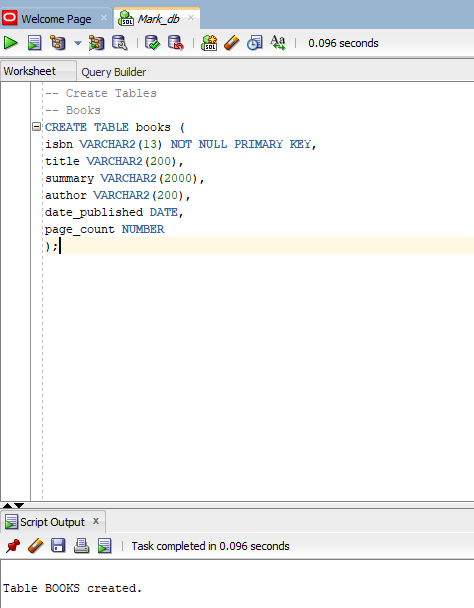 Welcome Page
Mark_db
SQL
0.096 seconds
Worksheet
Query Builder
-- Create Tables
-- Books
CREATE TABLE books (
isbn VARCHAR2(13) NOT NULL PRIMARY KEY,
title VARCHAR2(200),
summary VARCHAR2(2000),
author VARCHAR2(200),
date_published DATE,
page_count NUMBER
);
Script Output
Task completed in 0.096 seconds
Table BOOKS created.